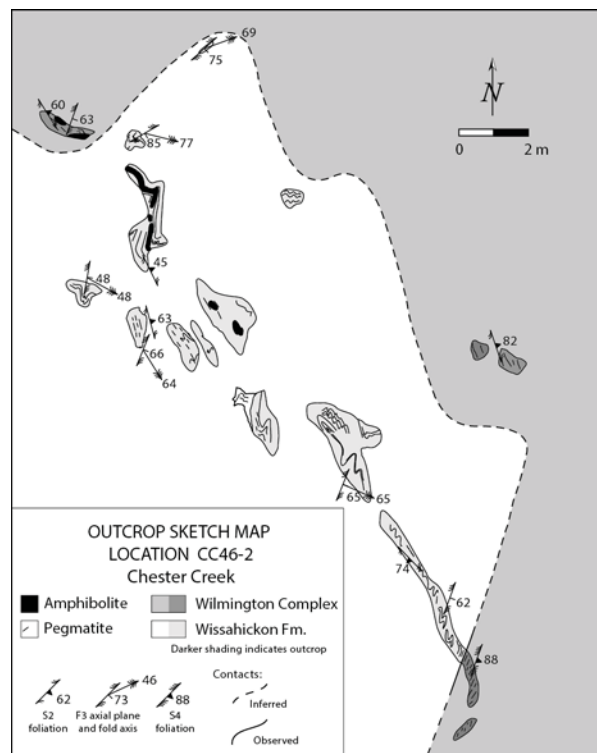 69
75
60
63
85
77
N
0
2 m
45
48
48
63
66
64
82
65
65
74
62
88
OUTCROP SKETCH MAP
LOCATION CC46-2
Chester Creek
Amphibolite
Wilmington Complex
Pegmatite
Wissahickon Fm.
Darker shading indicates outcrop
Contacts:
62
73
46
88
S2
foliation
F3 axial plane
and fold axis
S4
foliation
Inferred
Observed